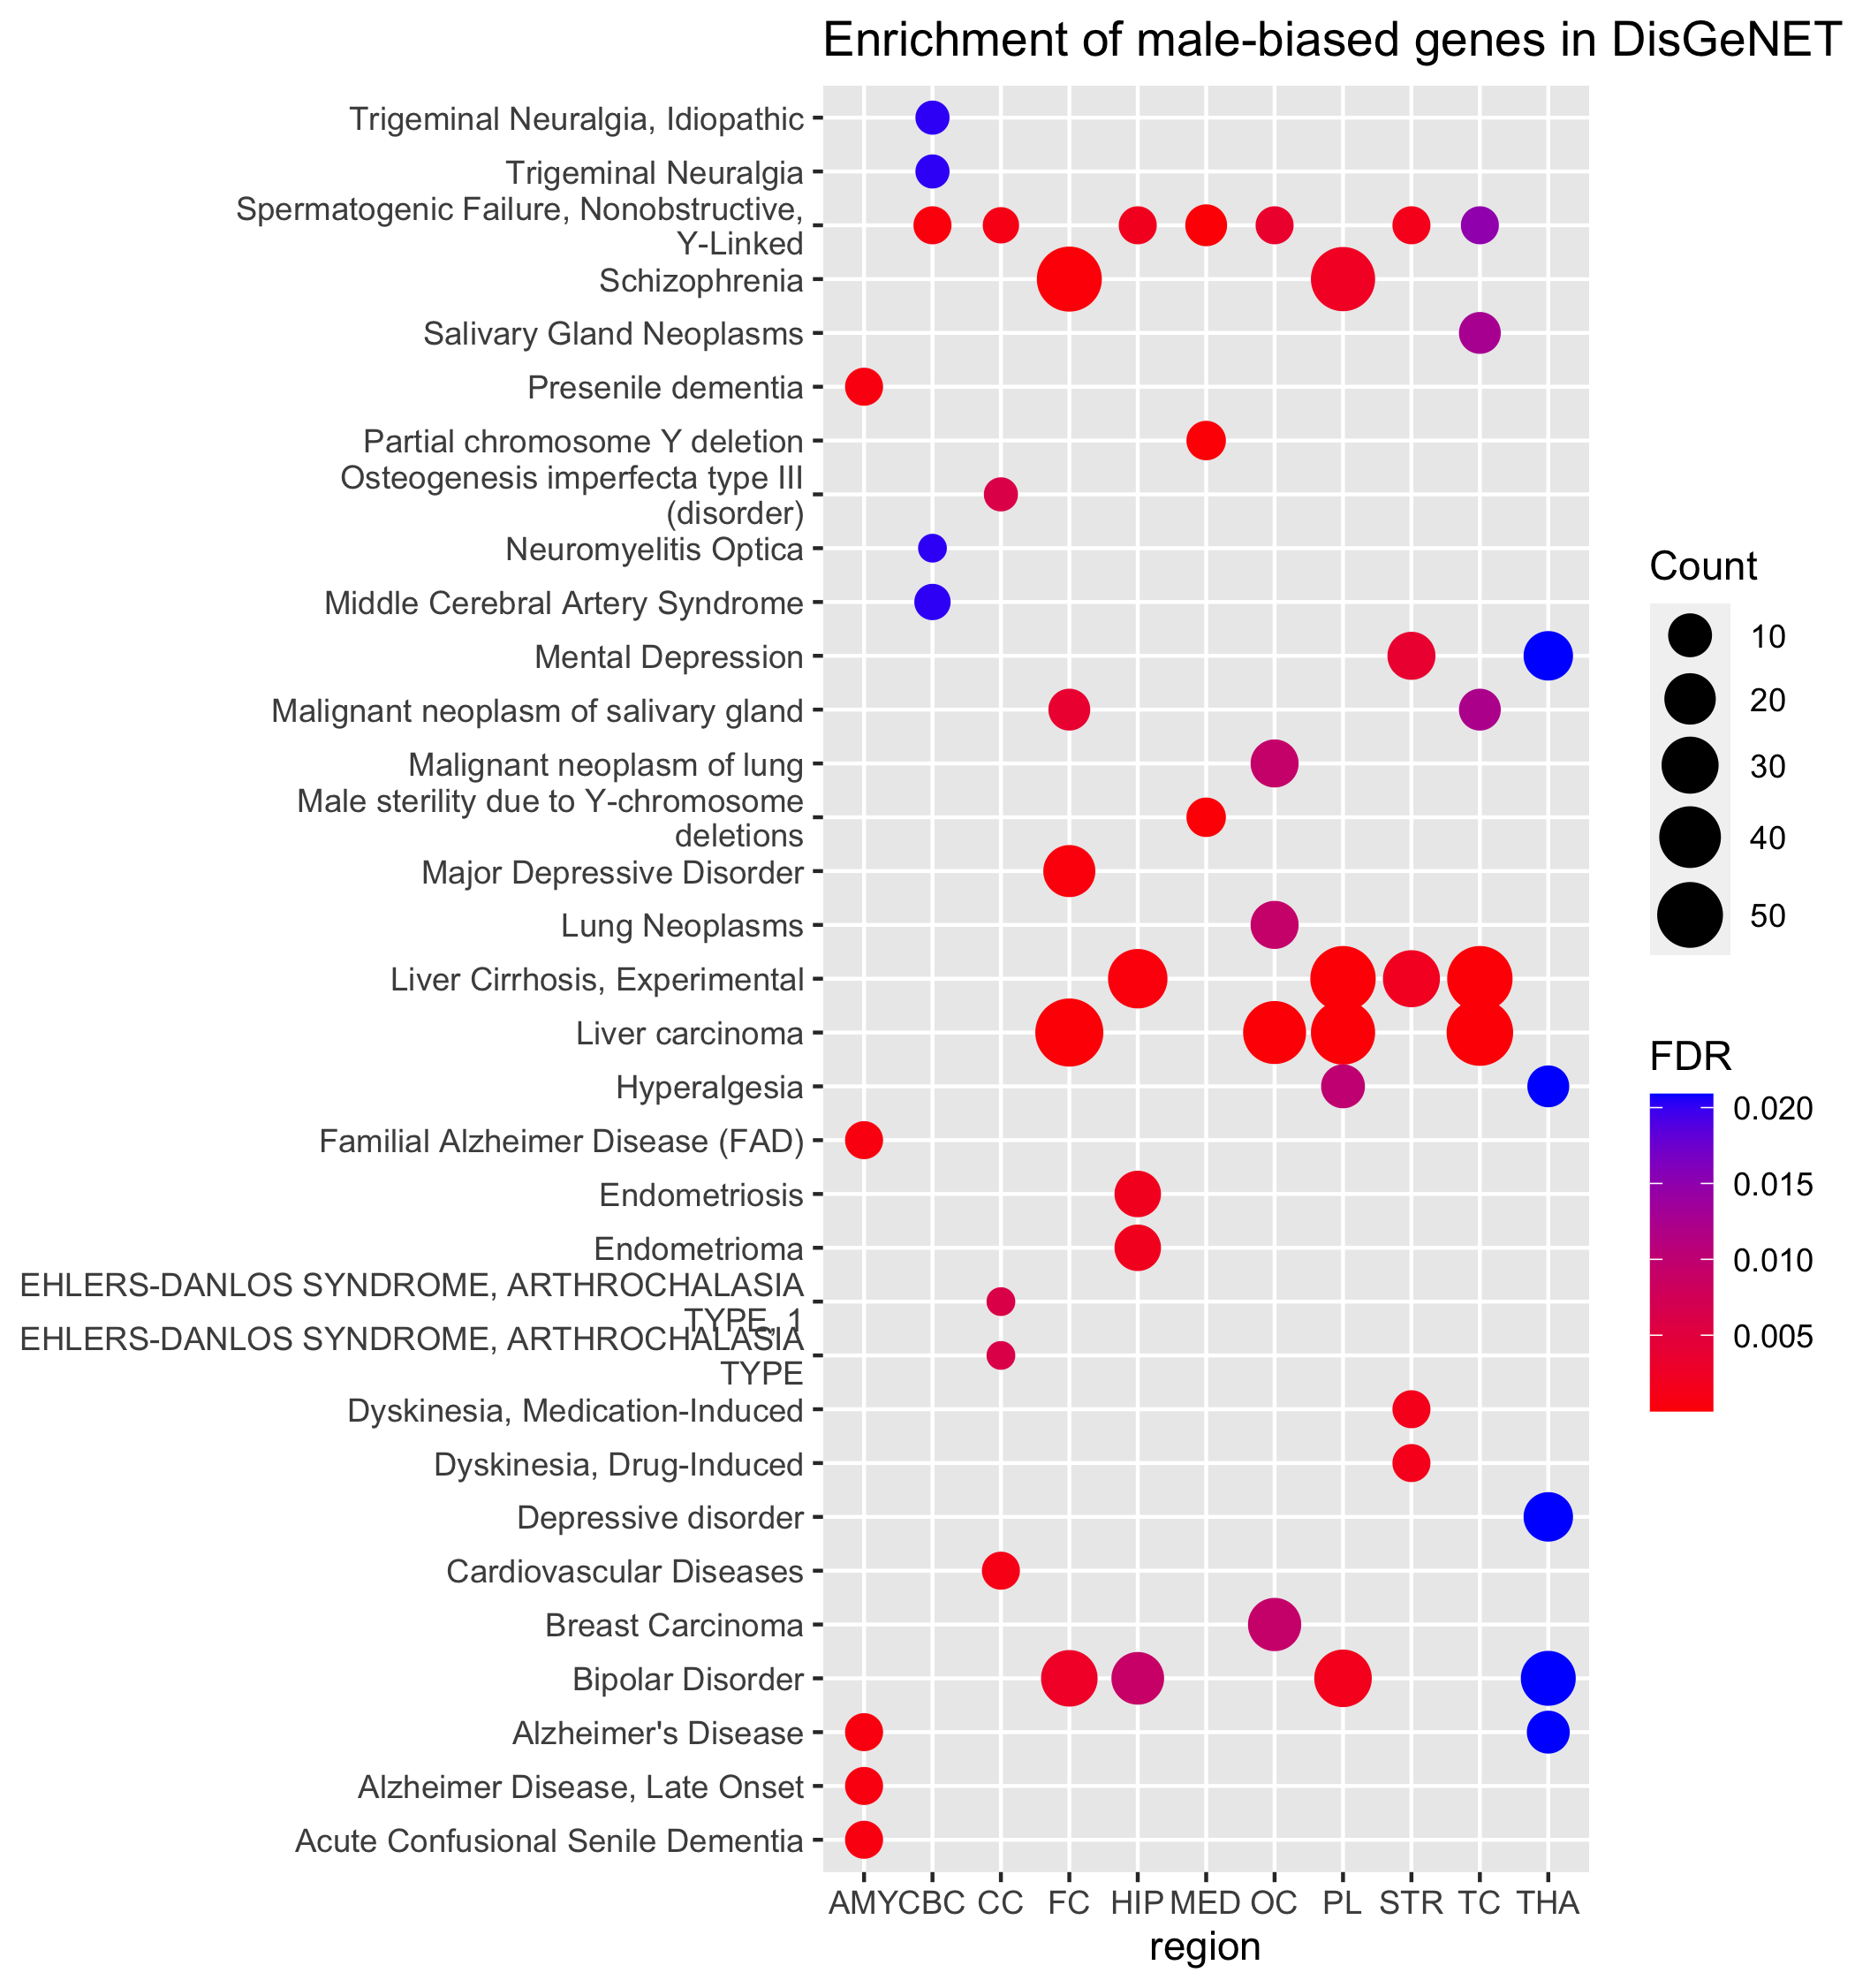 Enrichment of male-biased genes in DisGeNET
Trigeminal Neuralgia, Idiopathic
Trigeminal Neuralgia
Spermatogenic Failure, Nonobstructive,
Y-Linked
Schizophrenia
Salivary Gland Neoplasms
Presenile dementia
Partial chromosome Y deletion
Osteogenesis imperfecta type III
(disorder)
Neuromyelitis Optica
Middle Cerebral Artery Syndrome
Mental Depression
Malignant neoplasm of salivary gland
Malignant neoplasm of lung
Male sterility due to Y-chromosome
deletions
Major Depressive Disorder
Lung Neoplasms
Liver Cirrhosis, Experimental
Liver carcinoma
Hyperalgesia
Familial Alzheimer Disease (FAD)
Endometriosis
Endometrioma
EHLERS-DANLOS SYNDROME, ARTHROCHALASIA
TYPE, 1
EHLERS-DANLOS SYNDROME, ARTHROCHALASIA
TYPE
Dyskinesia, Medication-Induced
Dyskinesia, Drug-Induced
Depressive disorder
Cardiovascular Diseases
Breast Carcinoma
Bipolar Disorder
Alzheimer's Disease
Alzheimer Disease, Late Onset
Acute Confusional Senile Dementia
AMY CBC CC FC HIP MED OC PL STR TC THA
region
Count
10
20
30
40
50
FDR
0.020
0.015
0.010
0.005